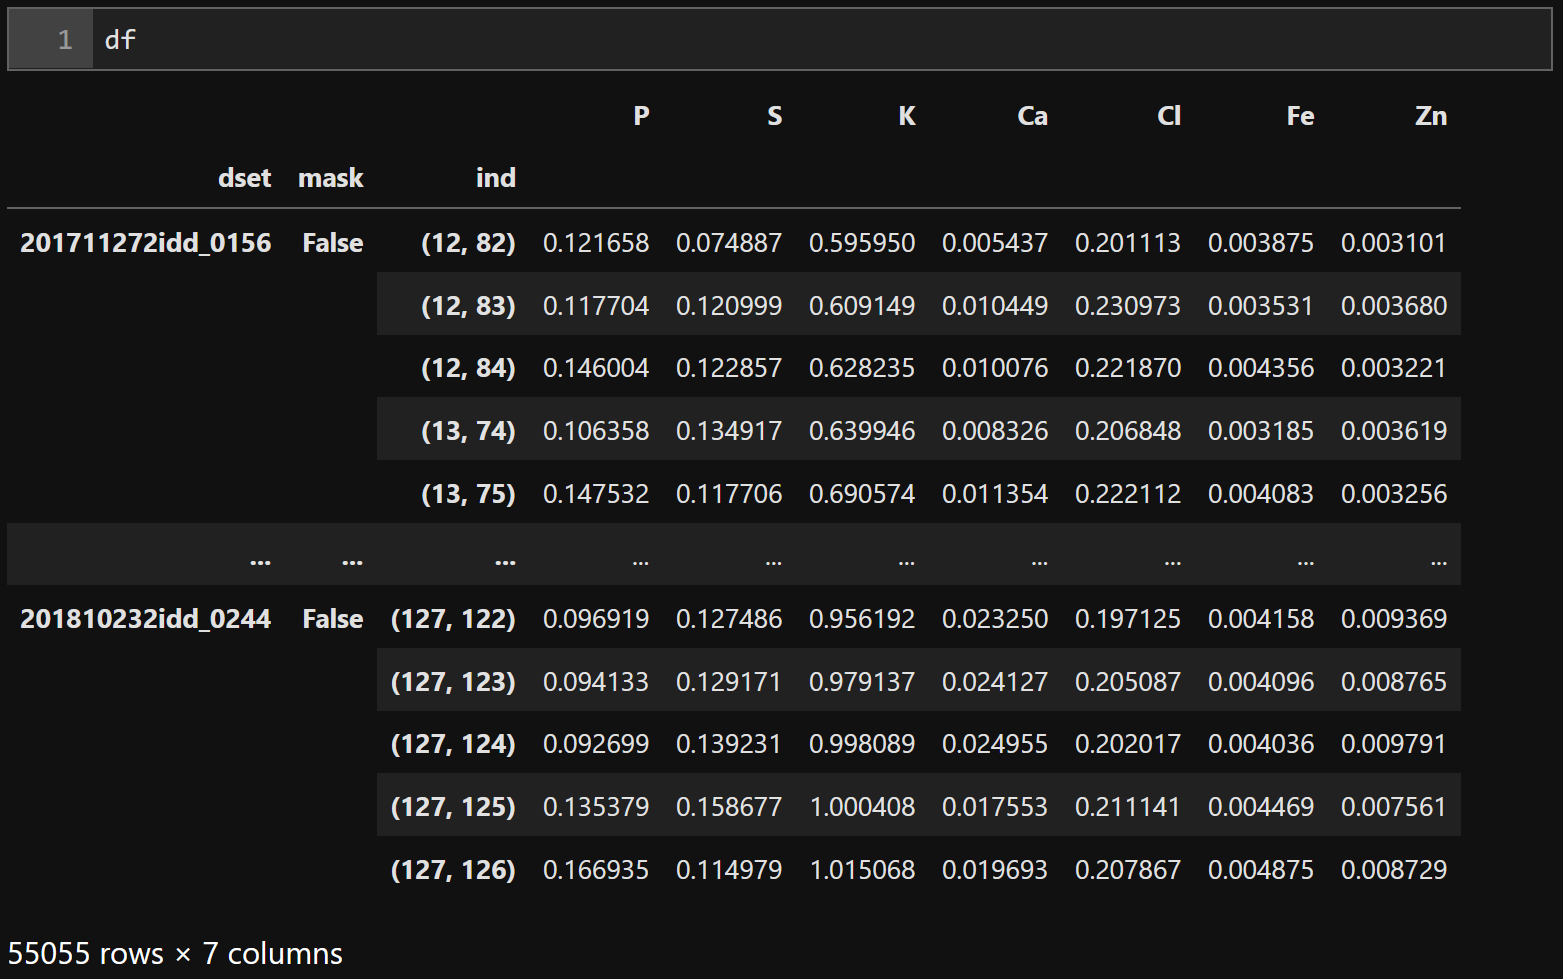 1 df
P S K Ca Cl Fe Zn
dset mask ind
201711272idd_0156 False (12, 82) 0.121658 0.074887 0.595950 0.005437 0.201113 0.003875 0.003101
(12, 83) 0.117704 0.120999 0.609149 0.010449 0.230973 0.003531 0.003680
(12, 84) 0.146004 0.122857 0.628235 0.010076 0.221870 0.004356 0.003221
(13, 74) 0.106358 0.134917 0.639946 0.008326 0.206848 0.003185 0.003619
(13, 75) 0.147532 0.117706 0.690574 0.011354 0.222112 0.004083 0.003256
... ... ... ... ... ... ... ... ... ...
201810232idd_0244 False (127, 122) 0.096919 0.127486 0.956192 0.023250 0.197125 0.004158 0.009369
(127, 123) 0.094133 0.129171 0.979137 0.024127 0.205087 0.004096 0.008765
(127, 124) 0.092699 0.139231 0.998089 0.024955 0.202017 0.004036 0.009791
(127, 125) 0.135379 0.158677 1.000408 0.017553 0.211141 0.004469 0.007561
(127, 126) 0.166935 0.114979 1.015068 0.019693 0.207867 0.004875 0.008729
55055 rows × 7 columns